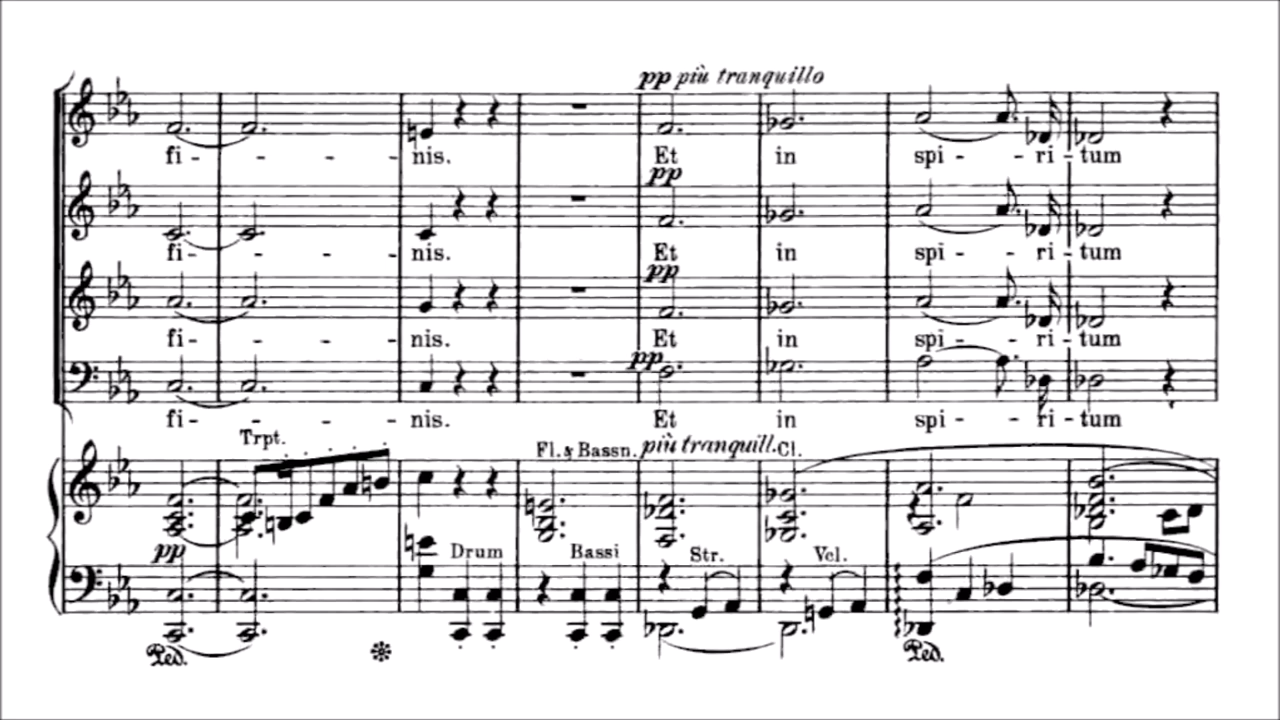 pp più tranquillo
fi - - - - nis. Et in spi - - ri - tum
pp
fi - - - - nis. Et in spi - - ri - tum
pp
fi - - - - nis. Et in spi - - ri - tum
pp
fi - - - - nis. Et in spi - - ri - tum
Trpt. Fl. & Bassn. più tranquill. Cl.
pp Drum Bassi Str. Vcl.
Ped. Ped.